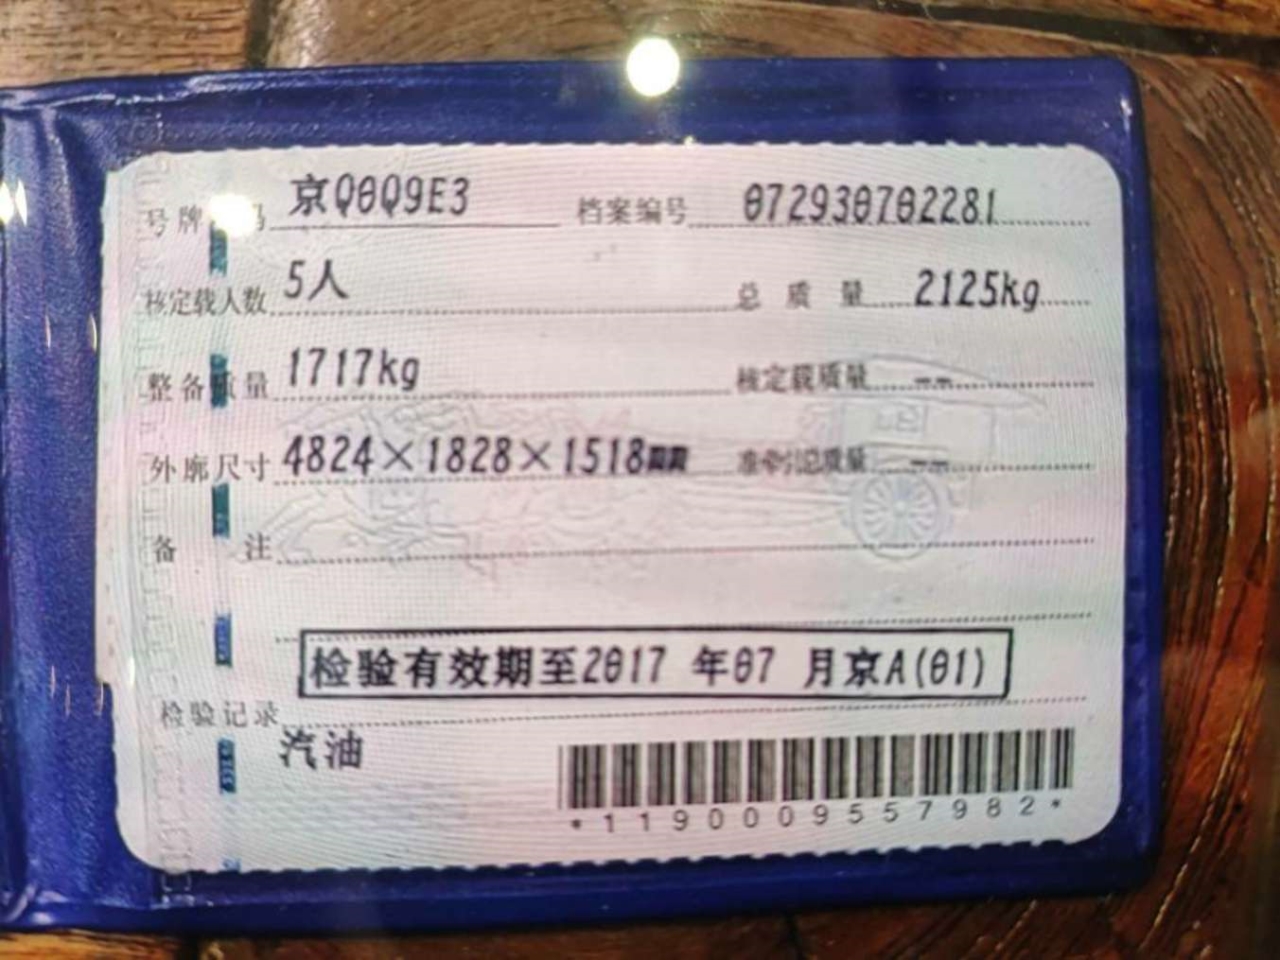 号牌号码 京Q0Q9E3 档案编号 072930702281
核定载人数 5人 总质量 2125kg
整备质量 1717kg 核定载质量 --
外廓尺寸 4824×1828×1518mm 准牵引总质量 --
备注
检验有效期至2017 年07 月京A(01)
检验记录
汽油
*1190009557982*